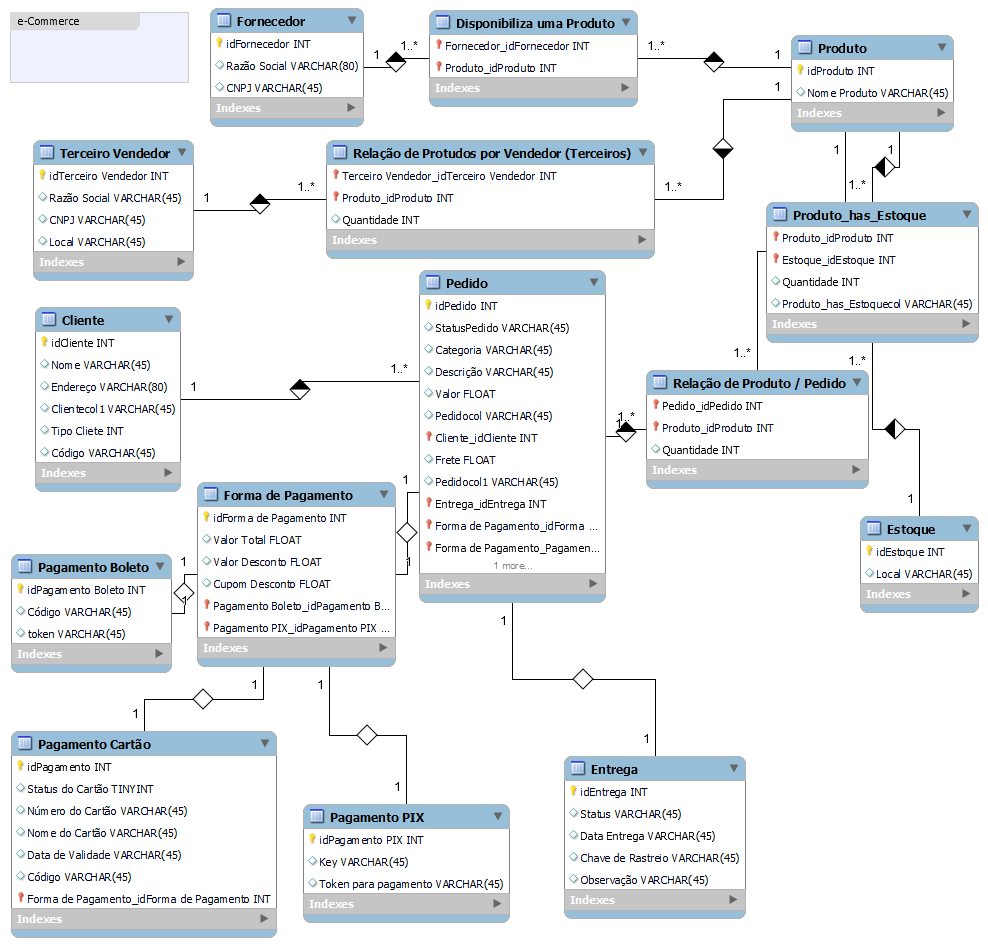 e-Commerce
Fornecedor
idFornecedor INT
Razão Social VARCHAR(80)
CNPJ VARCHAR(45)
Indexes
1
1..*
Disponibiliza uma Produto
Fornecedor_idFornecedor INT
Produto_idProduto INT
Indexes
1..*
1
1
Produto
idProduto INT
Nome Produto VARCHAR(45)
Indexes
1
1..*
1
Terceiro Vendedor
idTerceiro Vendedor INT
Razão Social VARCHAR(45)
CNPJ VARCHAR(45)
Local VARCHAR(45)
Indexes
1
1..*
Relação de Protudos por Vendedor (Terceiros)
Terceiro Vendedor_idTerceiro Vendedor INT
Produto_idProduto INT
Quantidade INT
Indexes
1..*
Produto_has_Estoque
Produto_idProduto INT
Estoque_idEstoque INT
Quantidade INT
Produto_has_Estoquecol VARCHAR(45)
Indexes
1..*
1..*
Cliente
idCliente INT
Nome VARCHAR(45)
Endereço VARCHAR(80)
Clientecol1 VARCHAR(45)
Tipo Cliete INT
Código VARCHAR(45)
Indexes
1
1..*
Pedido
idPedido INT
StatusPedido VARCHAR(45)
Categoria VARCHAR(45)
Descrição VARCHAR(45)
Valor FLOAT
Pedidocol VARCHAR(45)
Cliente_idCliente INT
Frete FLOAT
Pedidocol1 VARCHAR(45)
Entrega_idEntrega INT
Forma de Pagamento_idForma ...
Forma de Pagamento_Pagamen...
1 more...
Indexes
1
1..*
Relação de Produto / Pedido
Pedido_idPedido INT
Produto_idProduto INT
Quantidade INT
Indexes
1
Estoque
idEstoque INT
Local VARCHAR(45)
Indexes
Forma de Pagamento
idForma de Pagamento INT
Valor Total FLOAT
Valor Desconto FLOAT
Cupom Desconto FLOAT
Pagamento Boleto_idPagamento B...
Pagamento PIX_idPagamento PIX ...
Indexes
1
1
Pagamento Boleto
idPagamento Boleto INT
Código VARCHAR(45)
token VARCHAR(45)
Indexes
1
1
1
1
Pagamento Cartão
idPagamento INT
Status do Cartão TINYINT
Número do Cartão VARCHAR(45)
Nome do Cartão VARCHAR(45)
Data de Validade VARCHAR(45)
Código VARCHAR(45)
Forma de Pagamento_idForma de Pagamento INT
Indexes
1
1
Pagamento PIX
idPagamento PIX INT
Key VARCHAR(45)
Token para pagamento VARCHAR(45)
Indexes
1
1
Entrega
idEntrega INT
Status VARCHAR(45)
Data Entrega VARCHAR(45)
Chave de Rastreio VARCHAR(45)
Observação VARCHAR(45)
Indexes